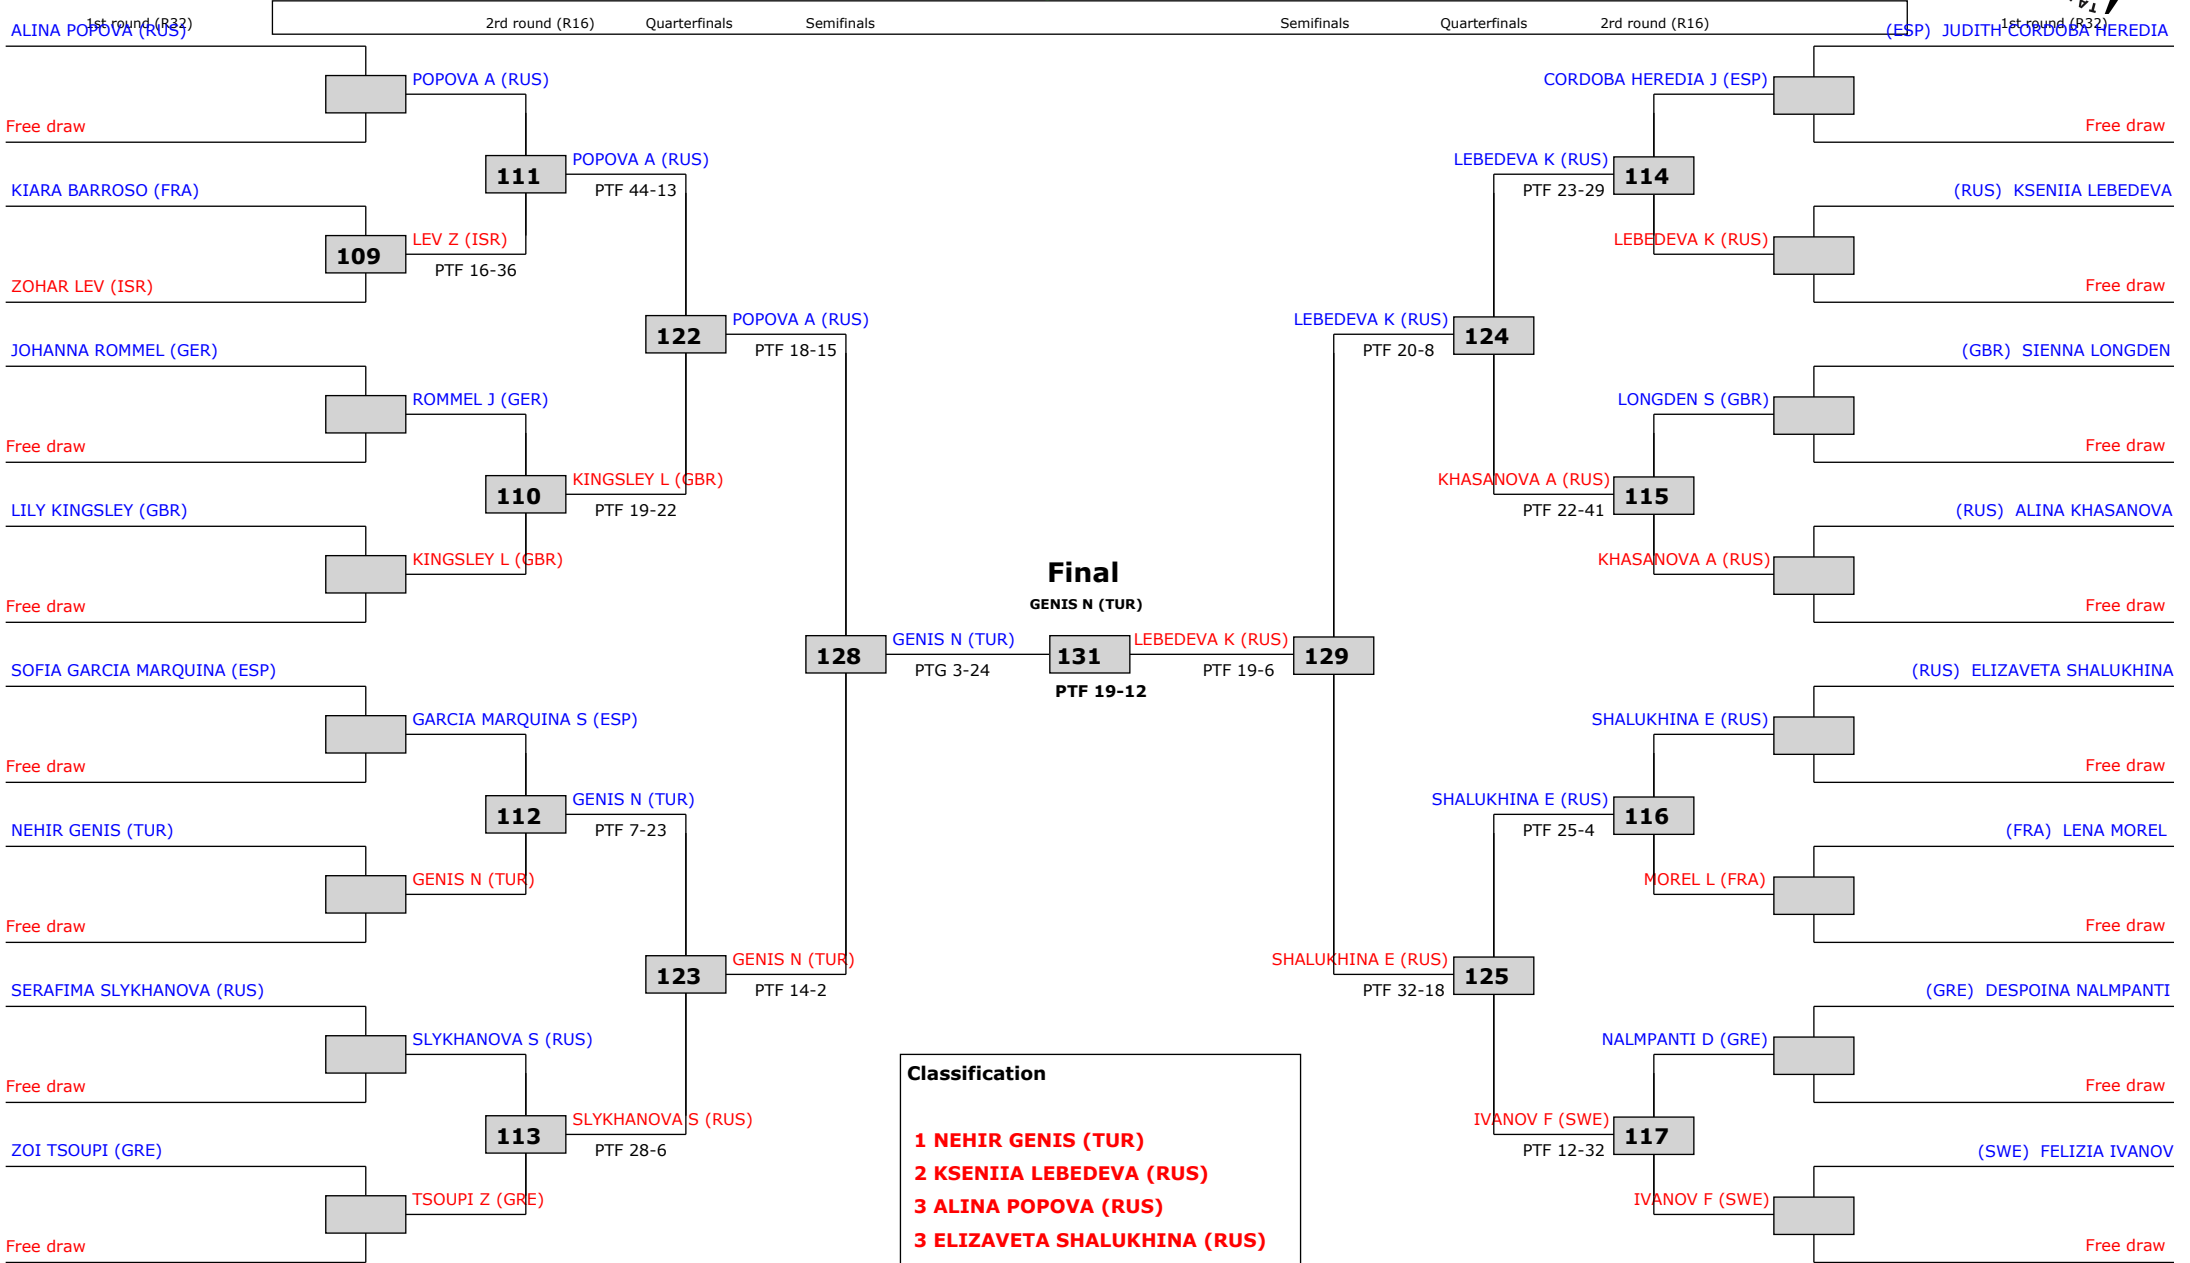 1st round (R32)
2rd round (R16)
Quarterfinals
Semifinals
Semifinals
Quarterfinals
2rd round (R16)
1st round (R32)
ALINA POPOVA (RUS)
Free draw
KIARA BARROSO (FRA)
ZOHAR LEV (ISR)
JOHANNA ROMMEL (GER)
Free draw
LILY KINGSLEY (GBR)
Free draw
SOFIA GARCIA MARQUINA (ESP)
Free draw
NEHIR GENIS (TUR)
Free draw
SERAFIMA SLYKHANOVA (RUS)
Free draw
ZOI TSOUPI (GRE)
Free draw
POPOVA A (RUS)
109
LEV Z (ISR)
PTF 16-36
ROMMEL J (GER)
KINGSLEY L (GBR)
GARCIA MARQUINA S (ESP)
GENIS N (TUR)
SLYKHANOVA S (RUS)
TSOUPI Z (GRE)
111
POPOVA A (RUS)
PTF 44-13
110
KINGSLEY L (GBR)
PTF 19-22
112
GENIS N (TUR)
PTF 7-23
113
SLYKHANOVA S (RUS)
PTF 28-6
122
POPOVA A (RUS)
PTF 18-15
123
GENIS N (TUR)
PTF 14-2
128
GENIS N (TUR)
PTG 3-24
Final
GENIS N (TUR)
131
PTF 19-12
LEBEDEVA K (RUS)
PTF 19-6
129
LEBEDEVA K (RUS)
PTF 20-8
124
SHALUKHINA E (RUS)
PTF 32-18
125
LEBEDEVA K (RUS)
PTF 23-29
114
KHASANOVA A (RUS)
PTF 22-41
115
SHALUKHINA E (RUS)
PTF 25-4
116
IVANOV F (SWE)
PTF 12-32
117
CORDOBA HEREDIA J (ESP)
LEBEDEVA K (RUS)
LONGDEN S (GBR)
KHASANOVA A (RUS)
SHALUKHINA E (RUS)
MOREL L (FRA)
NALMPANTI D (GRE)
IVANOV F (SWE)
(ESP) JUDITH CORDOBA HEREDIA
Free draw
(RUS) KSENIIA LEBEDEVA
Free draw
(GBR) SIENNA LONGDEN
Free draw
(RUS) ALINA KHASANOVA
Free draw
(RUS) ELIZAVETA SHALUKHINA
Free draw
(FRA) LENA MOREL
Free draw
(GRE) DESPOINA NALMPANTI
Free draw
(SWE) FELIZIA IVANOV
Free draw
Classification
1 NEHIR GENIS (TUR)
2 KSENIIA LEBEDEVA (RUS)
3 ALINA POPOVA (RUS)
3 ELIZAVETA SHALUKHINA (RUS)